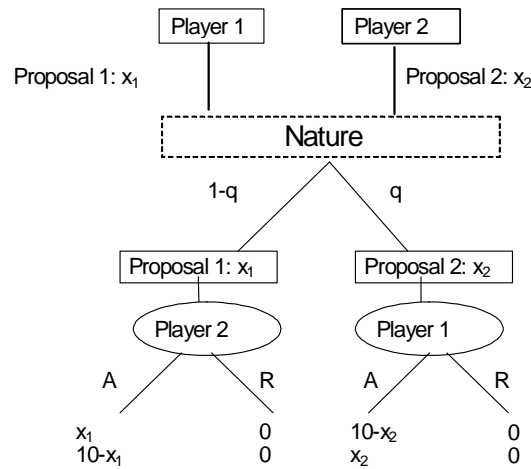 Player 1 Player 2
Proposal 1: x₁ Proposal 2: x₂
Nature
1-q q
Proposal 1: x₁ Proposal 2: x₂
Player 2 Player 1
A R A R
x₁ 0 10-x₂ 0
10-x₁ 0 x₂ 0